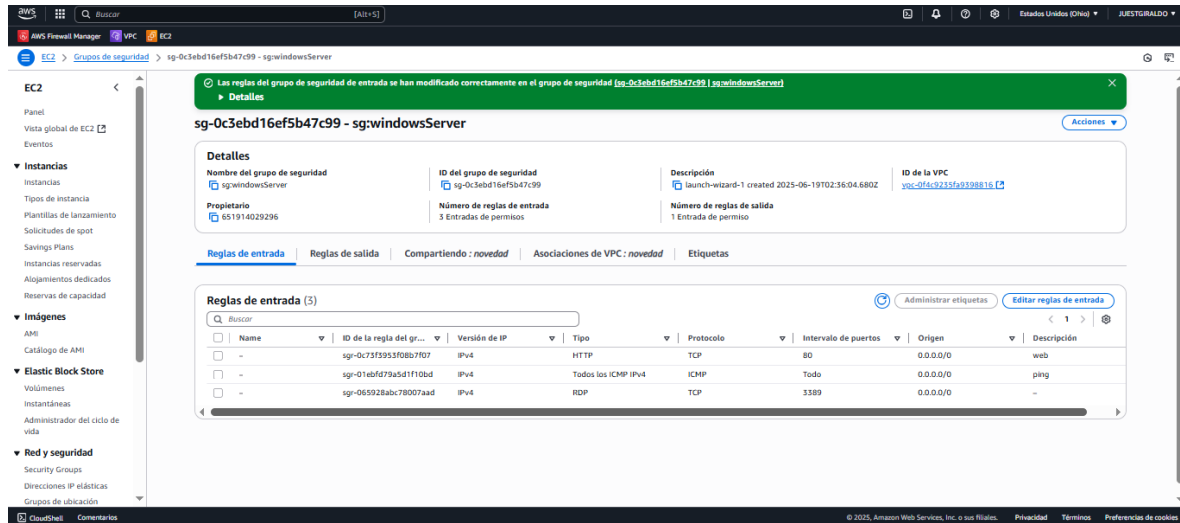 aws
Buscar
[Alt+S]
Estados Unidos (Ohio)
JUESTGIRALDO
AWS Firewall Manager
VPC
EC2
EC2 > Grupos de seguridad > sg-0c3ebd16ef5b47c99 - sg:windowsServer
EC2
Panel
Vista global de EC2
Eventos
Instancias
Instancias
Tipos de instancia
Plantillas de lanzamiento
Solicitudes de spot
Savings Plans
Instancias reservadas
Alojamientos dedicados
Reservas de capacidad
Imágenes
AMI
Catálogo de AMI
Elastic Block Store
Volúmenes
Instantáneas
Administrador del ciclo de
vida
Red y seguridad
Security Groups
Direcciones IP elásticas
Grupos de ubicación
Las reglas del grupo de seguridad de entrada se han modificado correctamente en el grupo de seguridad (sg-0c3ebd16ef5b47c99 | sg:windowsServer)
Detalles
sg-0c3ebd16ef5b47c99 - sg:windowsServer
Acciones
Detalles
Nombre del grupo de seguridad
sg:windowsServer
ID del grupo de seguridad
sg-0c3ebd16ef5b47c99
Descripción
launch-wizard-1 created 2025-06-19T02:36:04.680Z
ID de la VPC
vpc-0f4c9235fa9398816
Propietario
651914029296
Número de reglas de entrada
3 Entradas de permisos
Número de reglas de salida
1 Entrada de permiso
Reglas de entrada
Reglas de salida
Compartiendo : novedad
Asociaciones de VPC : novedad
Etiquetas
Reglas de entrada (3)
Administrar etiquetas
Editar reglas de entrada
Buscar
1
Name ID de la regla del gr... Versión de IP Tipo Protocolo Intervalo de puertos Origen Descripción
– sgr-0c73f3953f08b7f07 IPv4 HTTP TCP 80 0.0.0.0/0 web
– sgr-01ebfd79a5d1f10bd IPv4 Todos los ICMP IPv4 ICMP Todo 0.0.0.0/0 ping
– sgr-065928abc78007aad IPv4 RDP TCP 3389 0.0.0.0/0 –
CloudShell
Comentarios
© 2025, Amazon Web Services, Inc. o sus filiales.
Privacidad
Términos
Preferencias de cookies